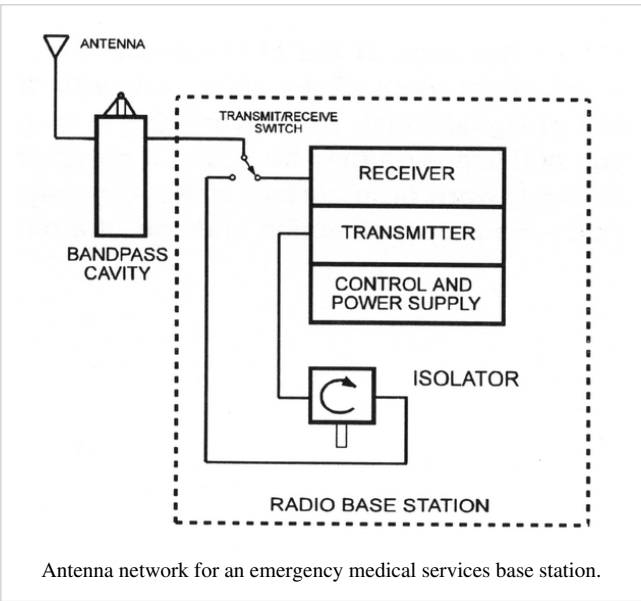 ANTENNA
TRANSMIT/RECEIVE
SWITCH
RECEIVER
TRANSMITTER
BANDPASS
CAVITY
CONTROL AND
POWER SUPPLY
ISOLATOR
RADIO BASE STATION
Antenna network for an emergency medical services base station.